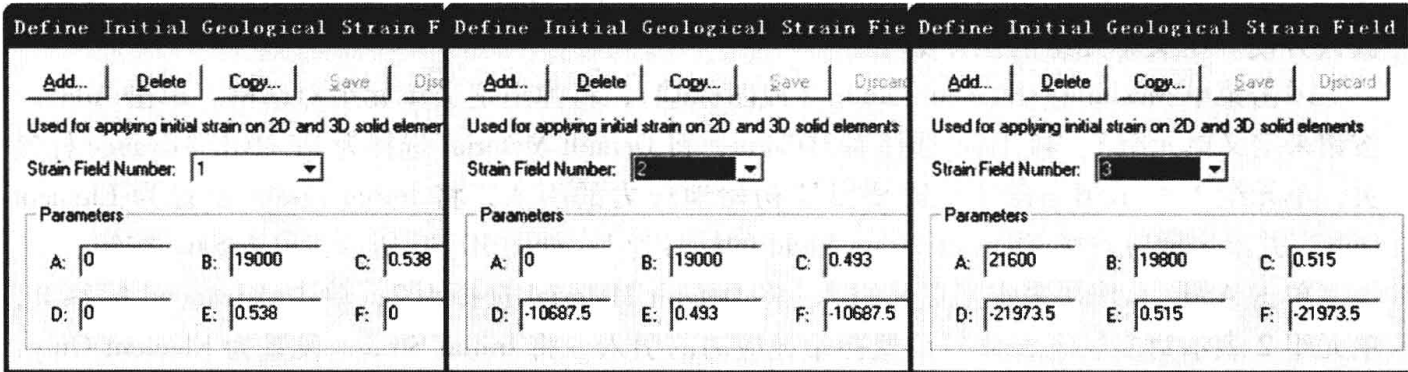 Define Initial Geological Strain F
Add... Delete Copy... Save Disc
Used for applying initial strain on 2D and 3D solid elemer
Strain Field Number: 1
Parameters
A: 0 B: 19000 C: 0.538
D: 0 E: 0.538 F: 0
Define Initial Geological Strain Fie
Add... Delete Copy... Save Discard
Used for applying initial strain on 2D and 3D solid elements
Strain Field Number: 2
Parameters
A: 0 B: 19000 C: 0.493
D: -10687.5 E: 0.493 F: -10687.5
Define Initial Geological Strain Field
Add... Delete Copy... Save Discard
Used for applying initial strain on 2D and 3D solid elements
Strain Field Number: 3
Parameters
A: 21600 B: 19800 C: 0.515
D: -21973.5 E: 0.515 F: -21973.5